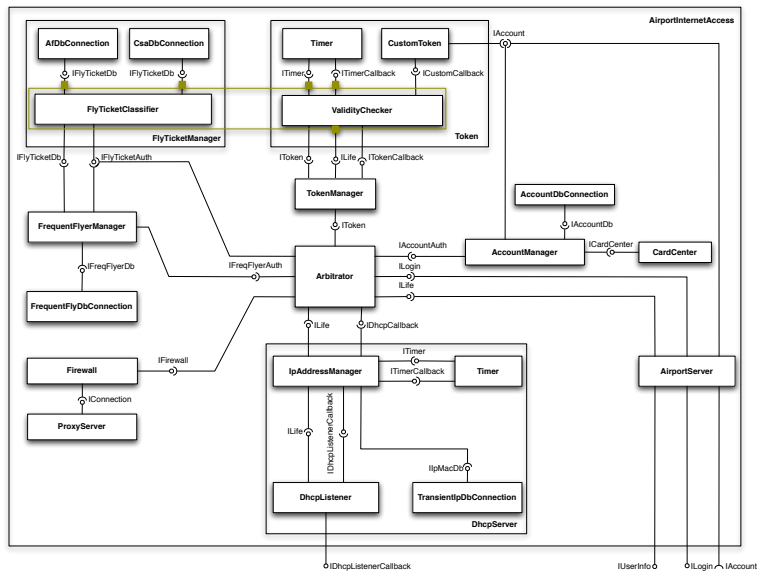 AirportInternetAccess
IAccount
AfDbConnection
CsaDbConnection
Timer
CustomToken
IFlyTicketDb
IFlyTicketDb
ITimer
ITimerCallback
ICustomCallback
FlyTicketClassifier
ValidityChecker
FlyTicketManager
Token
IFlyTicketDb
IFlyTicketAuth
IToken
ILife
ITokenCallback
TokenManager
AccountDbConnection
FrequentFlyerManager
IToken
IAccountDb
IAccountAuth
AccountManager
ICardCenter
CardCenter
IFreqFlyerDb
IFreqFlyerAuth
Arbitrator
ILogin
ILife
FrequentFlyDbConnection
ILife
IDhcpCallback
IFirewall
Firewall
IpAddressManager
ITimer
ITimerCallback
Timer
AirportServer
IConnection
ProxyServer
ILife
IDhcpListenerCallback
IIpMacDb
DhcpListener
TransientIpDbConnection
DhcpServer
IDhcpListenerCallback
IUserInfo
ILogin
IAccount